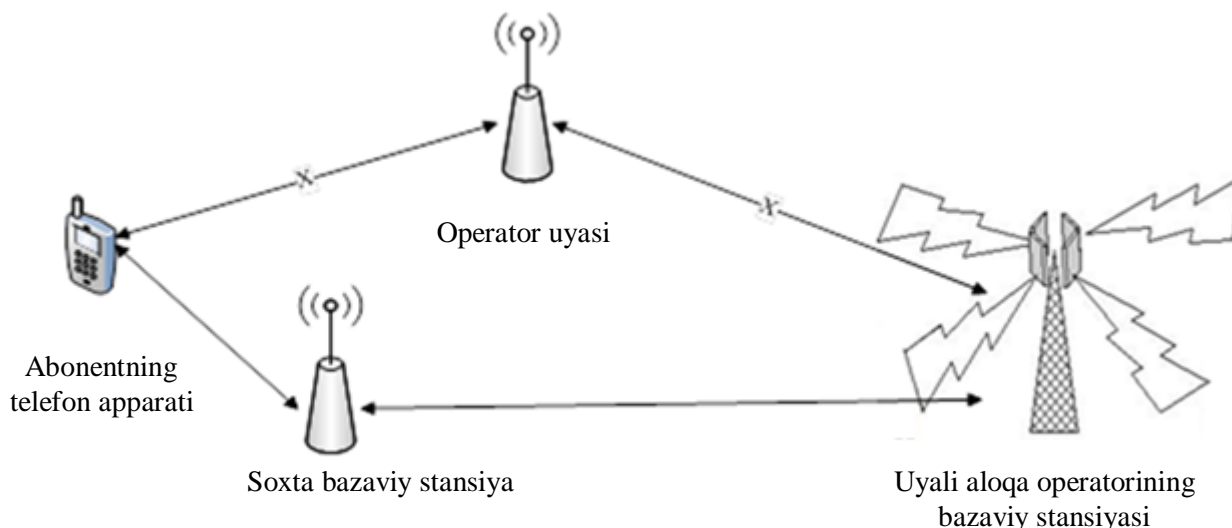 X
X
Operator uyasi
Abonentning
telefon apparati
Soxta bazaviy stansiya
Uyali aloqa operatorining
bazaviy stansiyasi